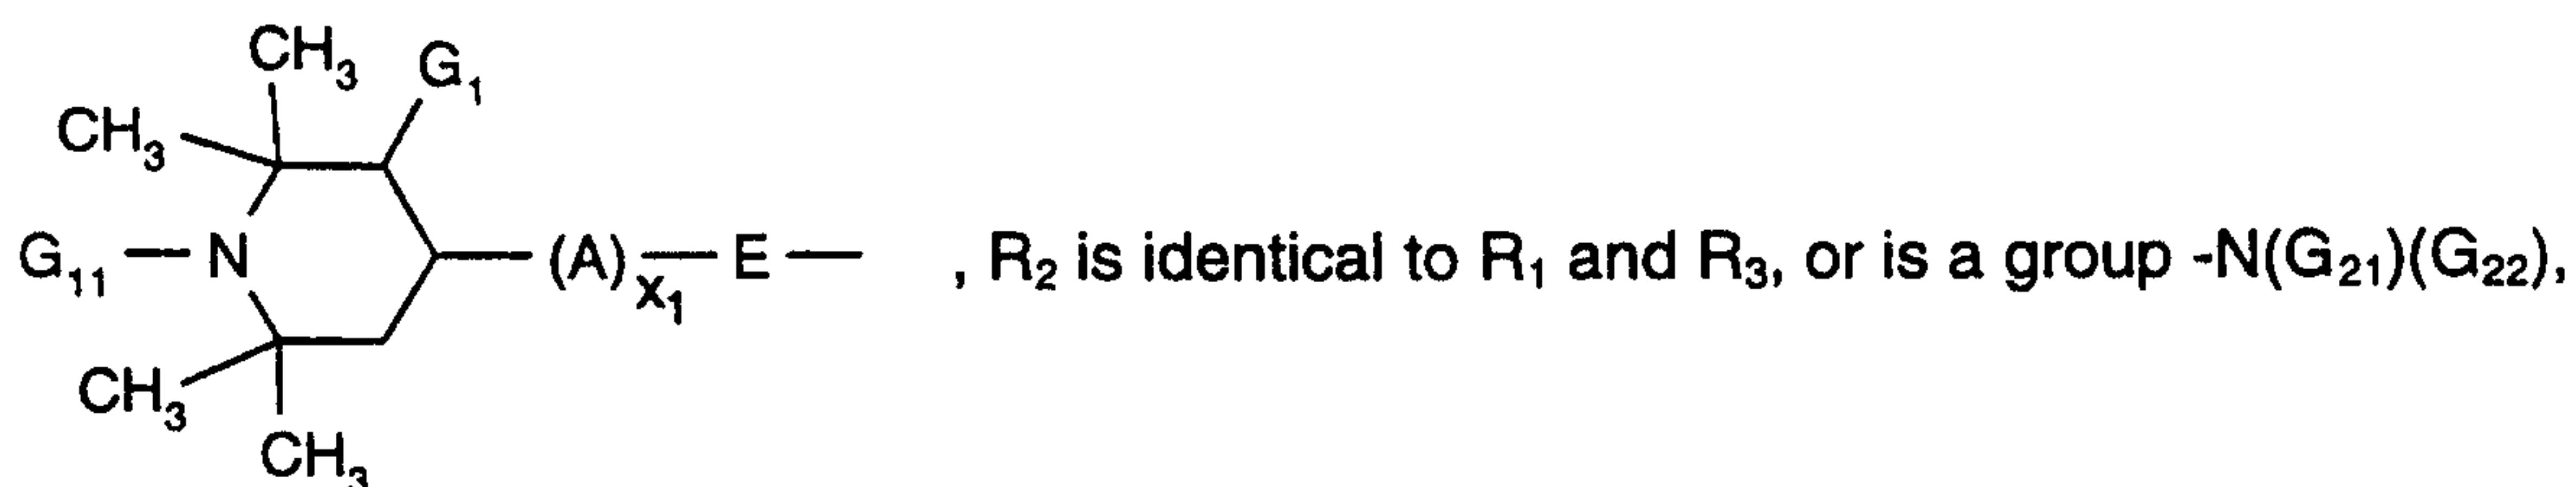 CH₃ G₁
CH₃
G₁₁ — N (A)x₁ — E — , R₂ is identical to R₁ and R₃, or is a group -N(G₂₁)(G₂₂),
CH₃
CH₃